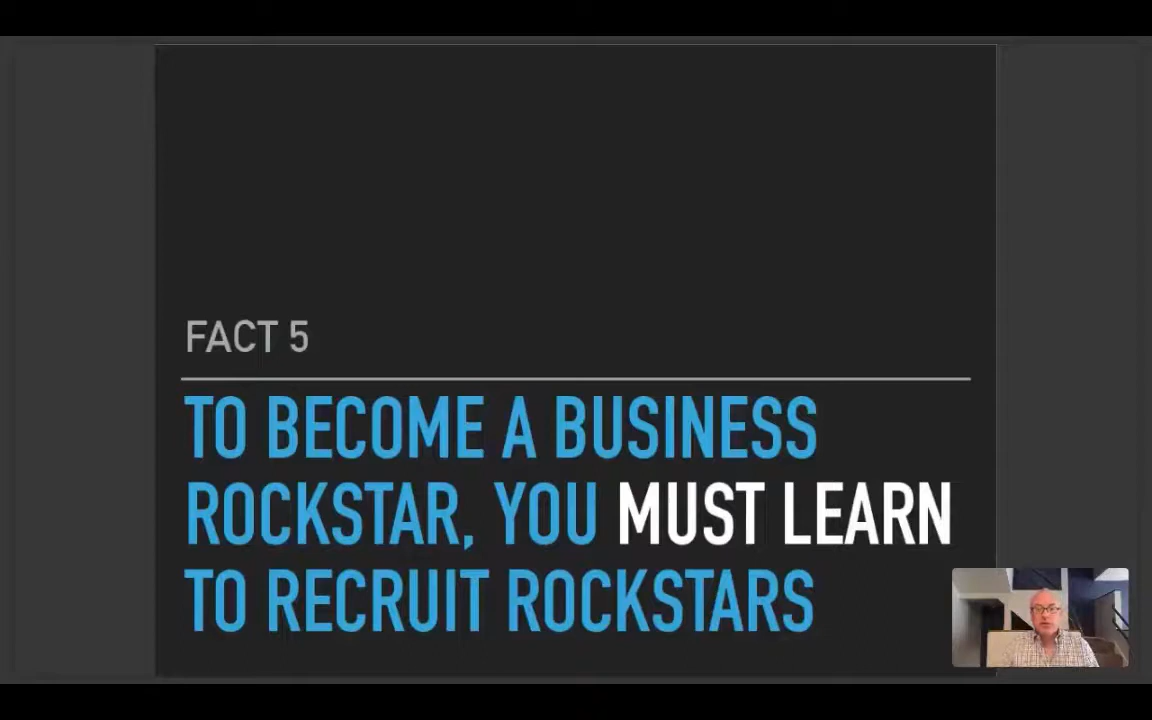 FACT 5
TO BECOME A BUSINESS
ROCKSTAR, YOU MUST LEARN
TO RECRUIT ROCKSTARS